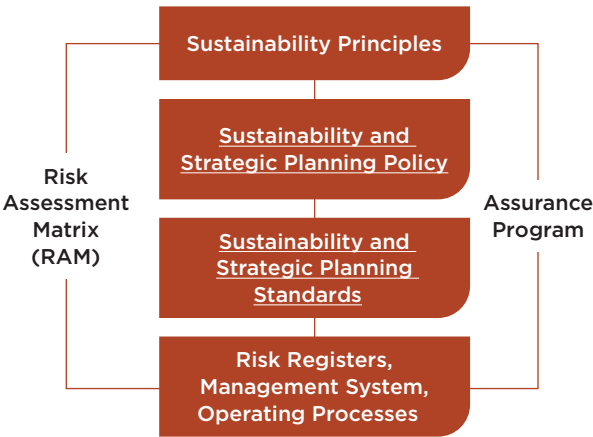 Sustainability Principles
Sustainability and
Strategic Planning Policy
Risk
Assessment
Matrix
(RAM)
Assurance
Program
Sustainability and
Strategic Planning
Standards
Risk Registers,
Management System,
Operating Processes